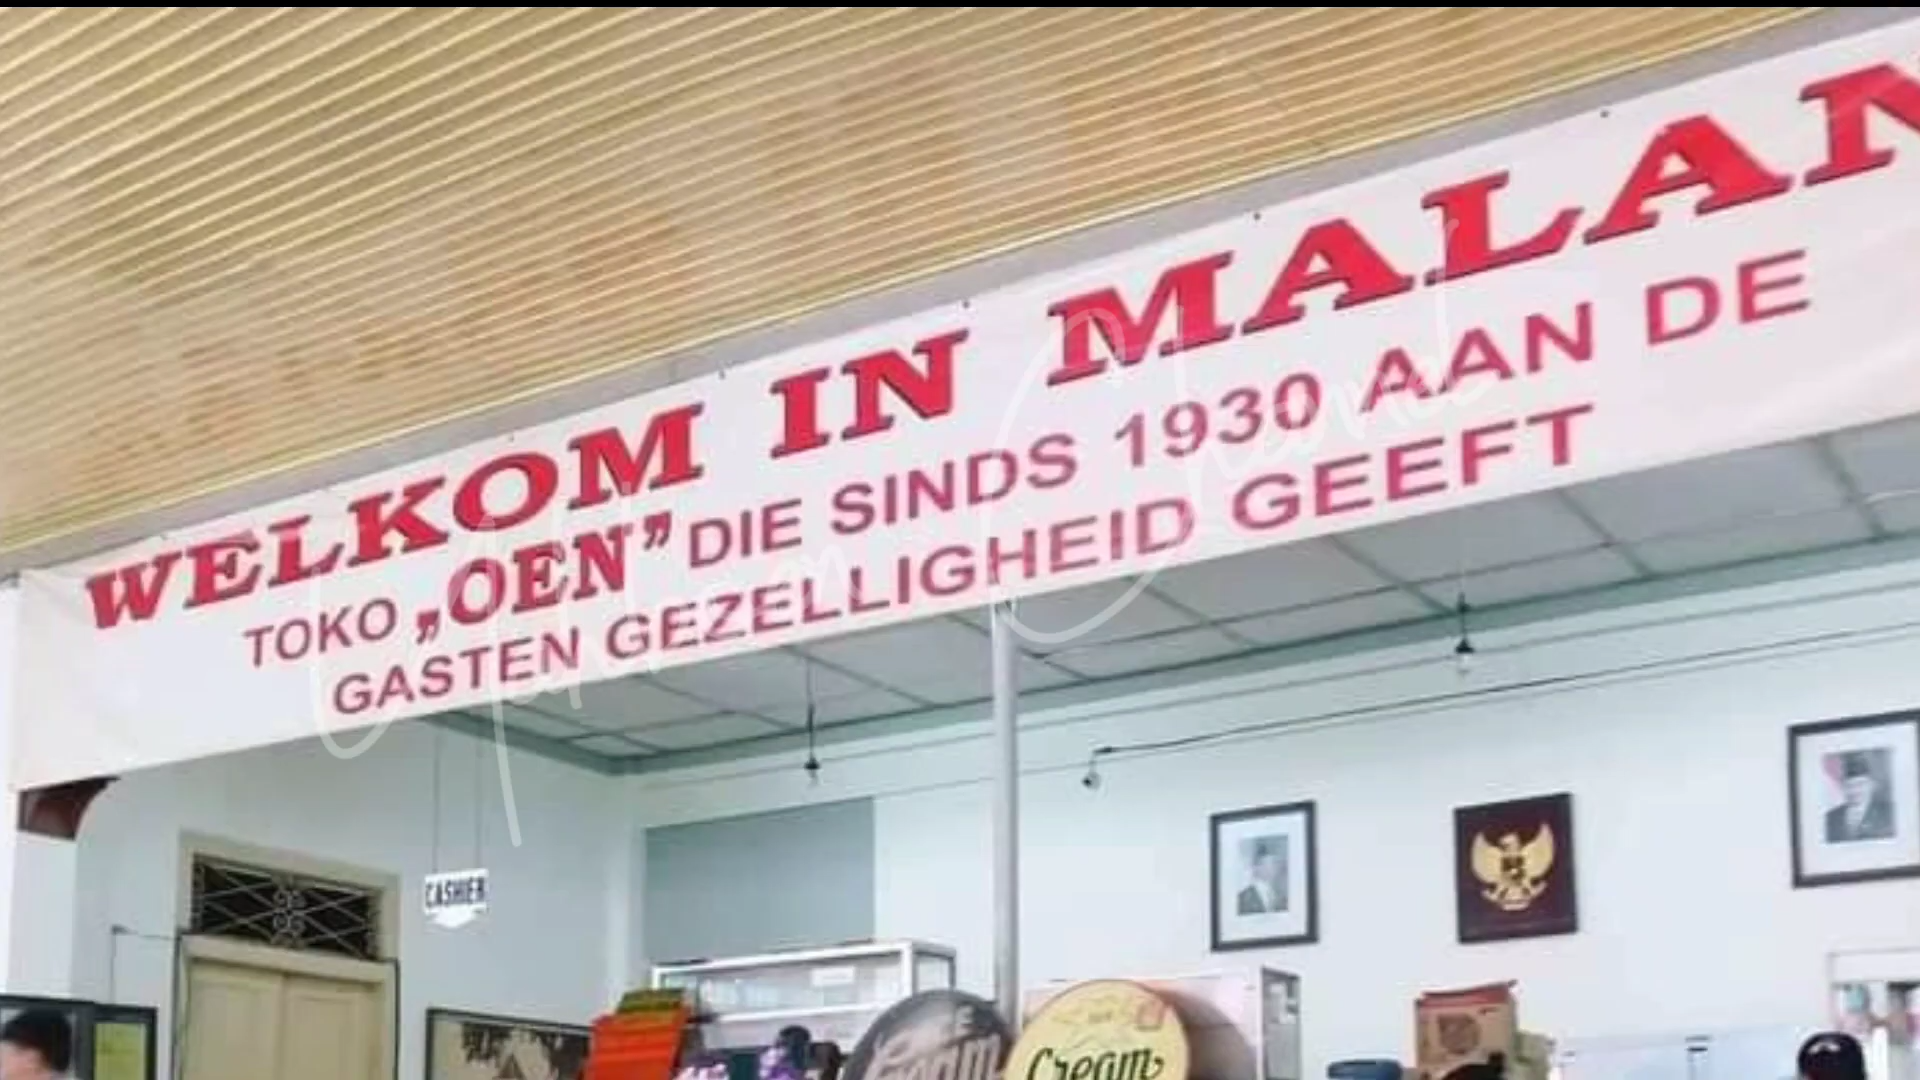 WELKOM IN MALAN
TOKO „OEN” DIE SINDS 1930 AAN DE
GASTEN GEZELLIGHEID GEEFT
CASHIER
Cream